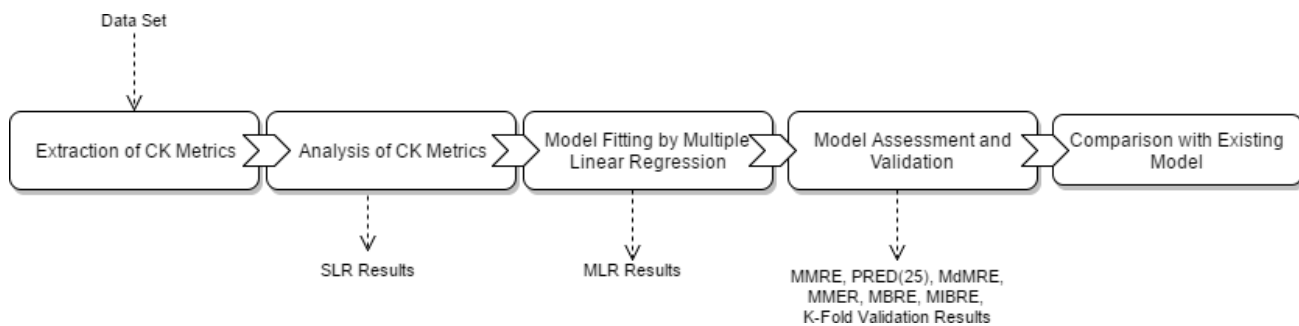 Data Set
Extraction of CK Metrics
Analysis of CK Metrics
Model Fitting by Multiple
Linear Regression
Model Assessment and
Validation
Comparison with Existing
Model
SLR Results
MLR Results
MMRE, PRED(25), MdMRE,
MMER, MBRE, MIBRE,
K-Fold Validation Results